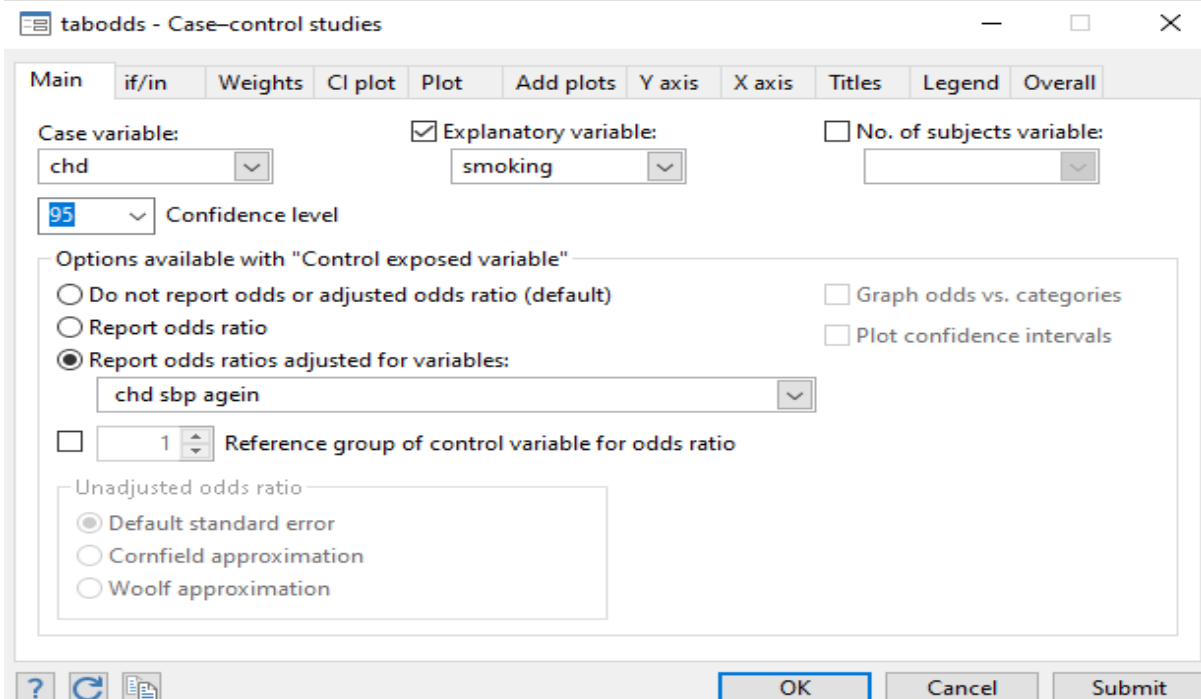 tabodds - Case–control studies
Main if/in Weights CI plot Plot Add plots Y axis X axis Titles Legend Overall
Case variable: Explanatory variable: No. of subjects variable:
chd smoking
95 Confidence level
Options available with "Control exposed variable"
Do not report odds or adjusted odds ratio (default) Graph odds vs. categories
Report odds ratio Plot confidence intervals
Report odds ratios adjusted for variables:
chd sbp agein
1 Reference group of control variable for odds ratio
Unadjusted odds ratio
Default standard error
Cornfield approximation
Woolf approximation
? OK Cancel Submit